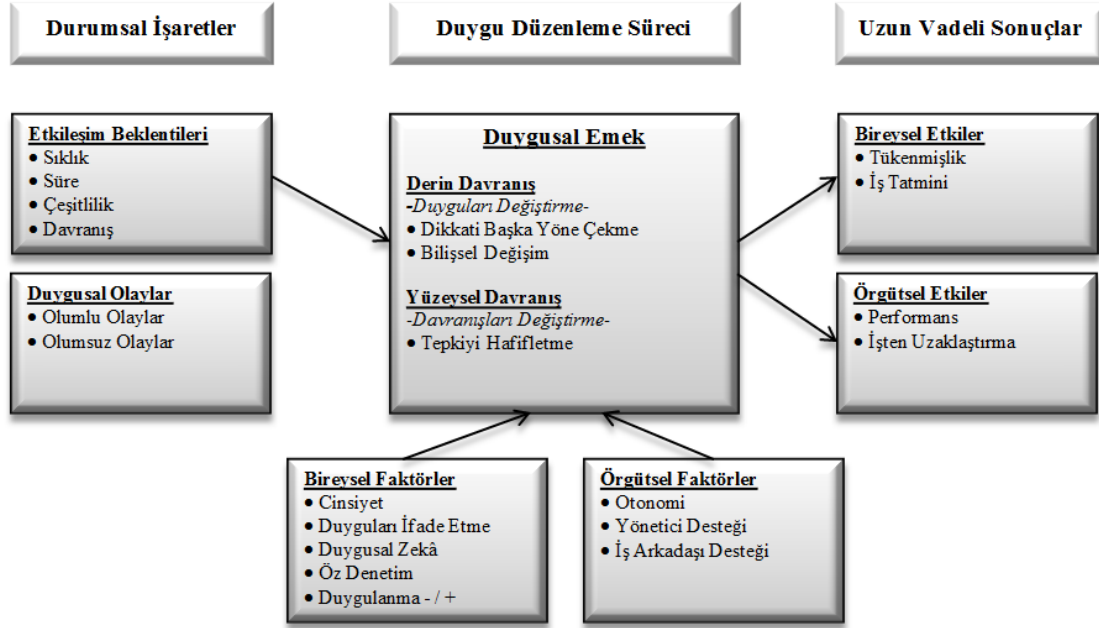 Durumsal İşaretler
Duygu Düzenleme Süreci
Uzun Vadeli Sonuçlar
Etkileşim Beklentileri
• Sıklık
• Süre
• Çeşitlilik
• Davranış
Duygusal Olaylar
• Olumlu Olaylar
• Olumsuz Olaylar
Duygusal Emek
Derin Davranış
-Duyguları Değiştirme-
• Dikkati Başka Yöne Çekme
• Bilişsel Değişim
Yüzeysel Davranış
-Davranışları Değiştirme-
• Tepkiyi Hafifletme
Bireysel Etkiler
• Tükenmişlik
• İş Tatmini
Örgütsel Etkiler
• Performans
• İşten Uzaklaştırma
Bireysel Faktörler
• Cinsiyet
• Duyguları İfade Etme
• Duygusal Zekâ
• Öz Denetim
• Duygulanma - / +
Örgütsel Faktörler
• Otonomi
• Yönetici Desteği
• İş Arkadaşı Desteği